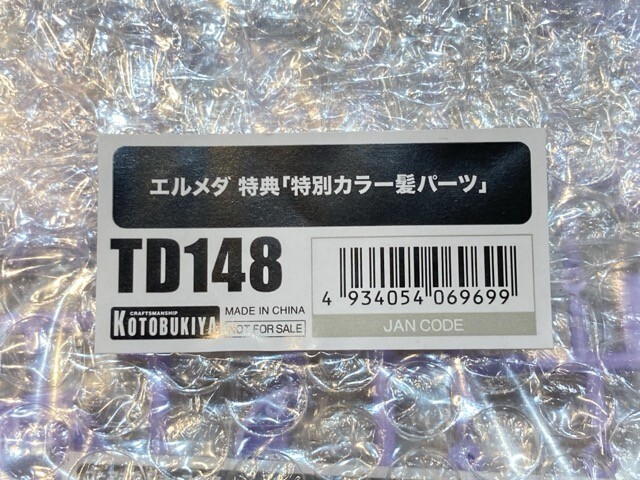 エルメダ 特典「特別カラー髪パーツ」
TD148
CRAFTSMANSHIP
KOTOBUKIYA
MADE IN CHINA
NOT FOR SALE
4 934054 069699
JAN CODE